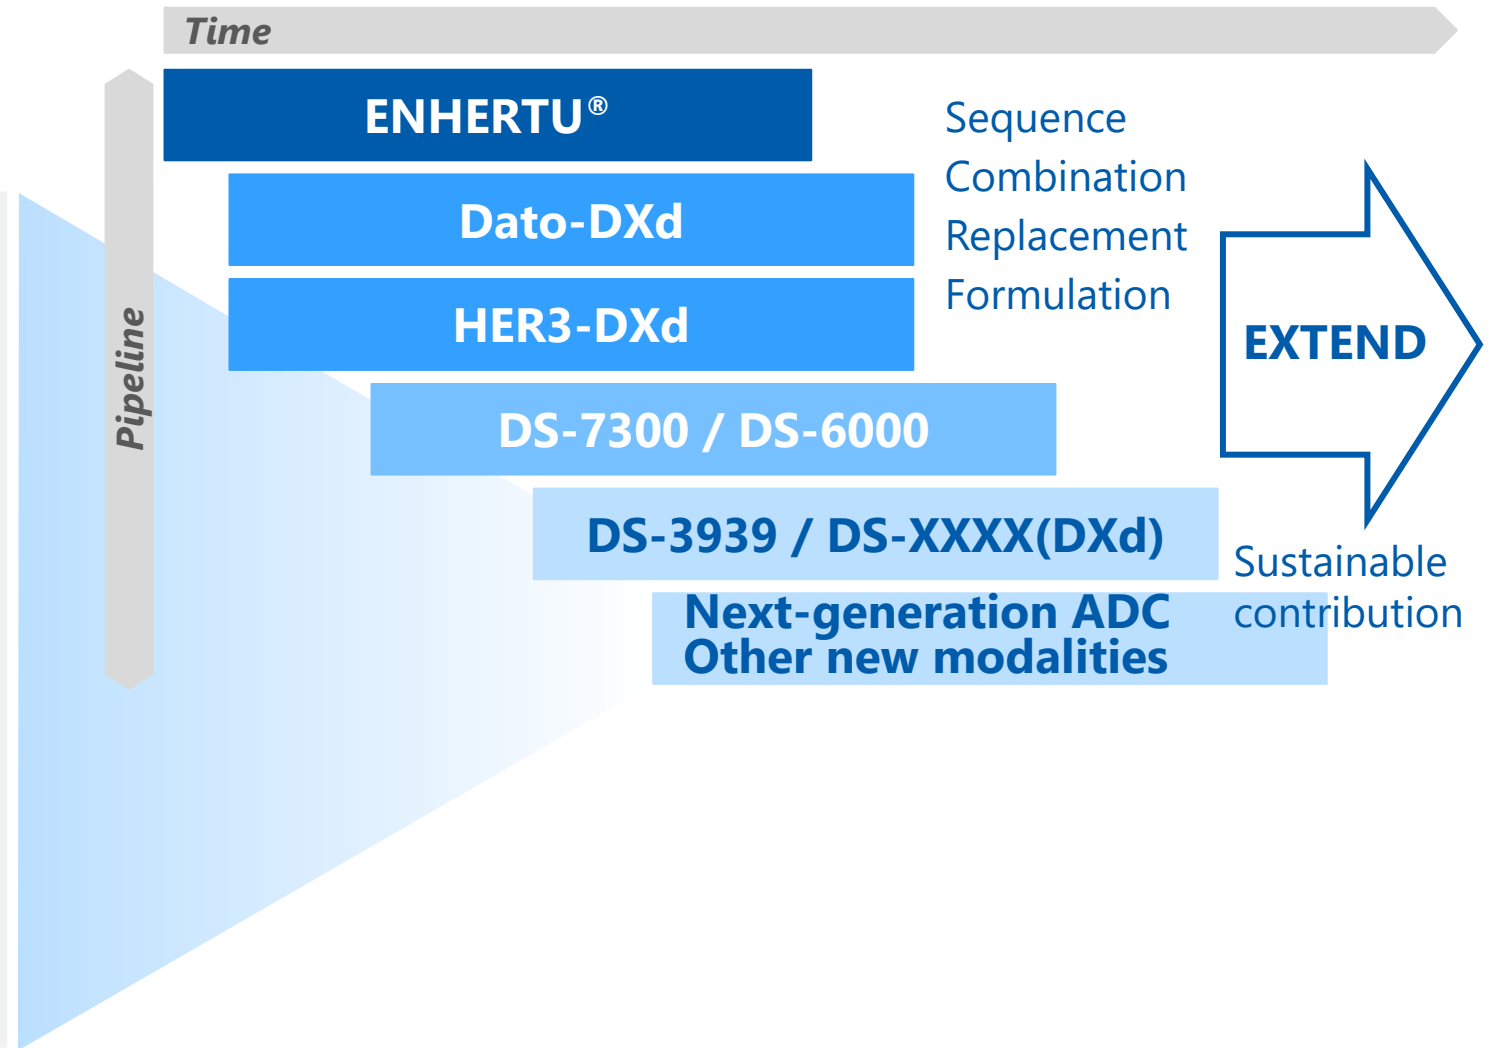 Time
Pipeline
ENHERTU®
Dato-DXd
HER3-DXd
DS-7300 / DS-6000
DS-3939 / DS-XXXX(DXd)
Next-generation ADC
Other new modalities
Sequence
Combination
Replacement
Formulation
EXTEND
Sustainable
contribution